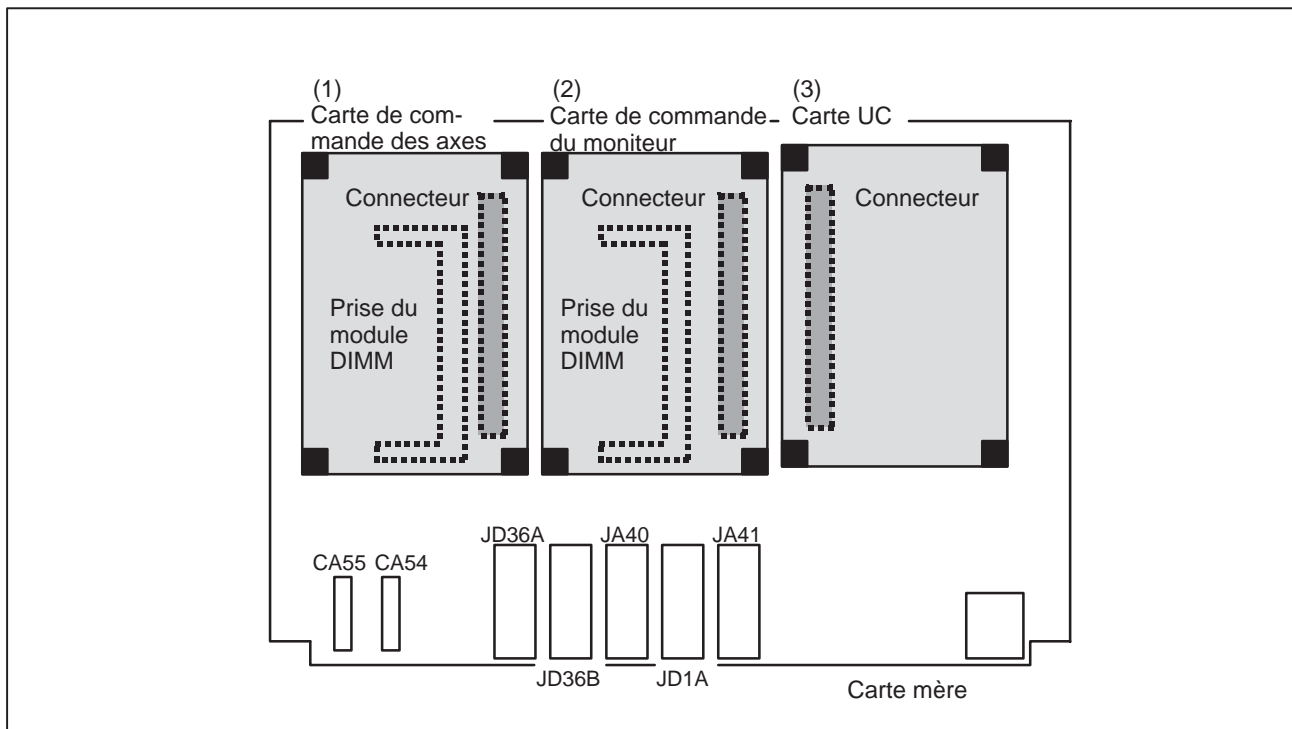 (1)
Carte de com-
mande des axes
(2)
Carte de commande
du moniteur
(3)
Carte UC
Connecteur
Prise du
module
DIMM
Connecteur
Prise du
module
DIMM
Connecteur
CA55
CA54
JD36A
JA40
JA41
JD36B
JD1A
Carte mère